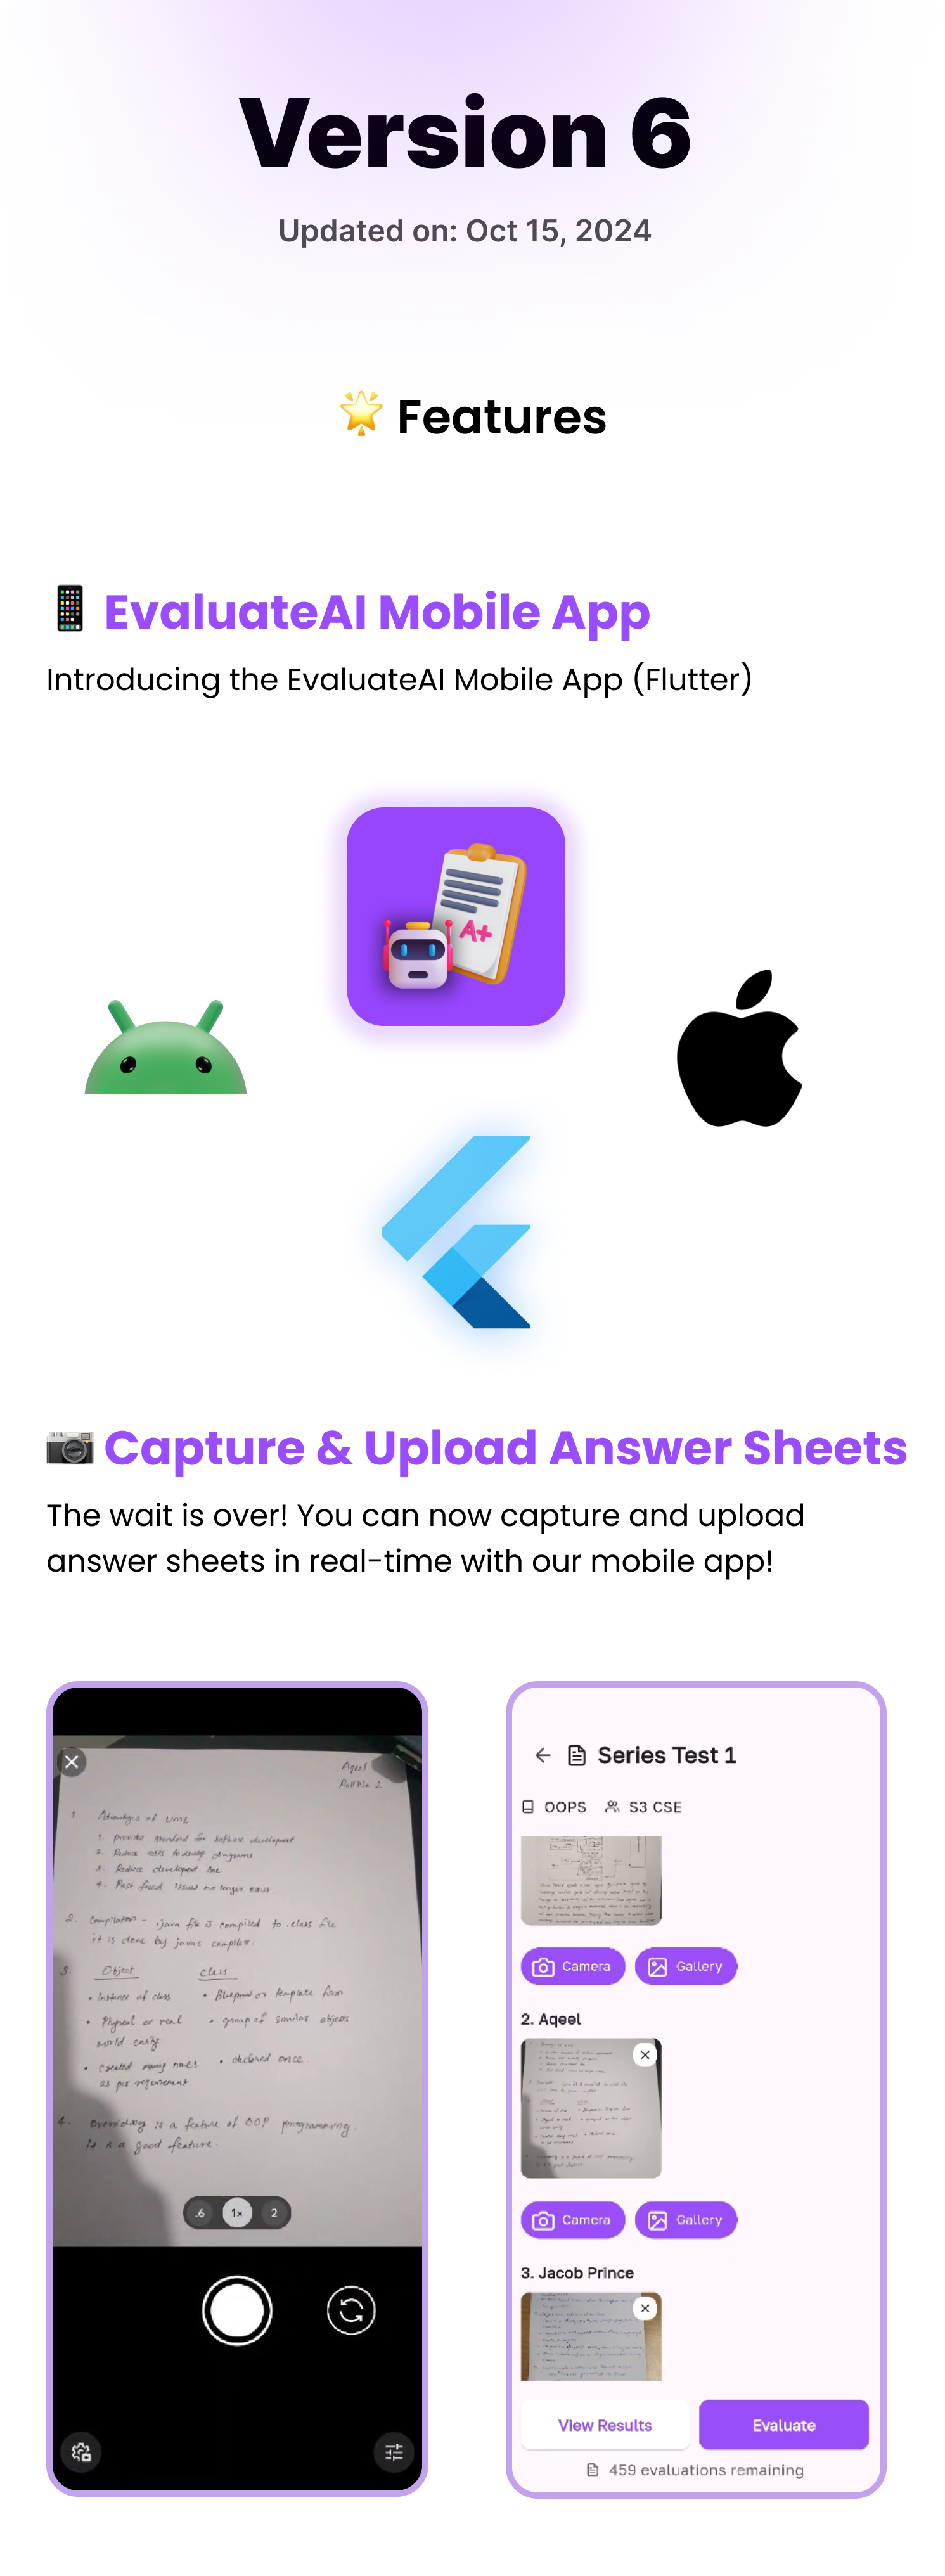 Version 6
Updated on: Oct 15, 2024
Features
EvaluateAI Mobile App
Introducing the EvaluateAI Mobile App (Flutter)
A+
Capture & Upload Answer Sheets
The wait is over! You can now capture and upload
answer sheets in real-time with our mobile app!
Aqeel
1. Advantages of UML
1. provides standard for software development
2. Reduce costs to develop diagrams
3. Reduce development
4. Past faced issues no longer exist.
2. Compilation - .java file is compiled to .class file
it is done by javac compiler.
3. Object class
• Instance of class • Blueprint or template from
• Physical or real • group of similar objects
world entity
• Created many times • declared once.
as per requirement
4. Overriding is a feature of OOP programming.
It is a good feature.
.6 1x 2
Series Test 1
OOPS S3 CSE
Camera Gallery
2. Aqeel
Camera Gallery
3. Jacob Prince
View Results Evaluate
459 evaluations remaining